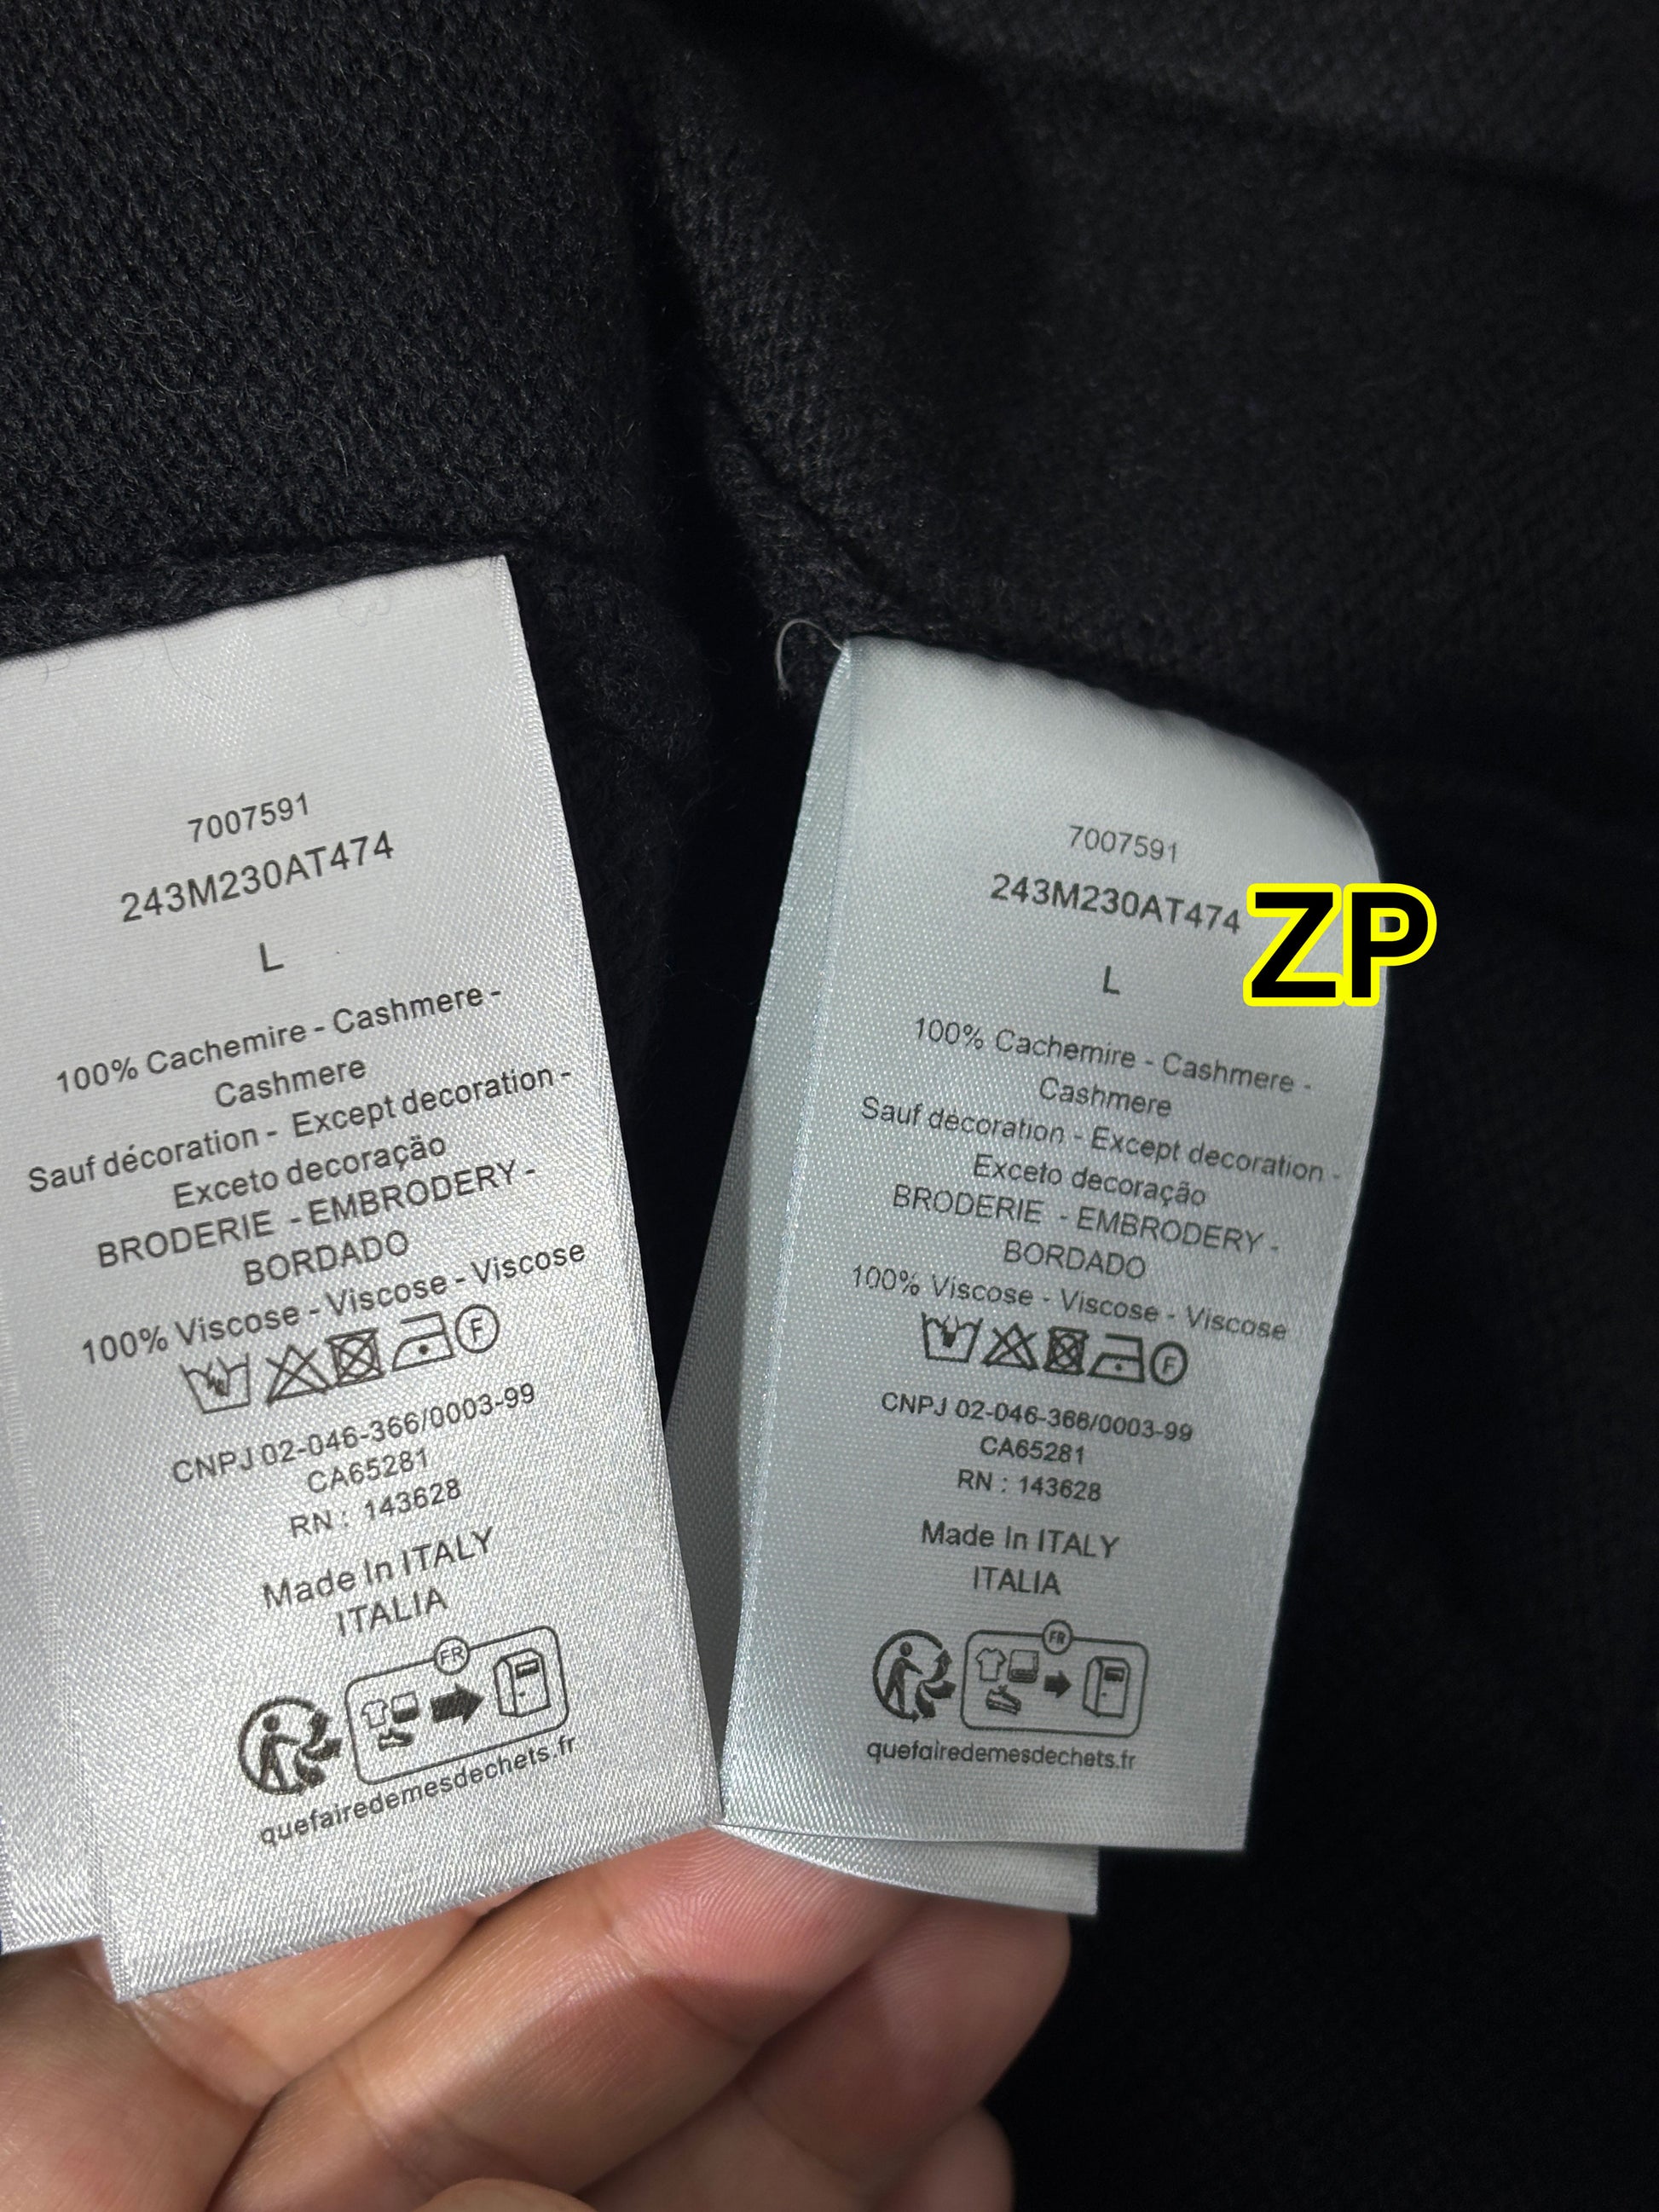 7007591
243M230AT474
L
100% Cachemire - Cashmere -
Cashmere
Sauf décoration - Except decoration -
Exceto decoração
BRODERIE - EMBRODERY -
BORDADO
100% Viscose - Viscose - Viscose
F
CNPJ 02-046-366/0003-99
CA65281
RN : 143628
Made In ITALY
ITALIA
FR
quefairedemesdechets.fr
7007591
243M230AT474
ZP
L
100% Cachemire - Cashmere -
Cashmere
Sauf décoration - Except decoration -
Exceto decoração
BRODERIE - EMBRODERY -
BORDADO
100% Viscose - Viscose - Viscose
F
CNPJ 02-046-366/0003-99
CA65281
RN : 143628
Made In ITALY
ITALIA
FR
quefairedemesdechets.fr